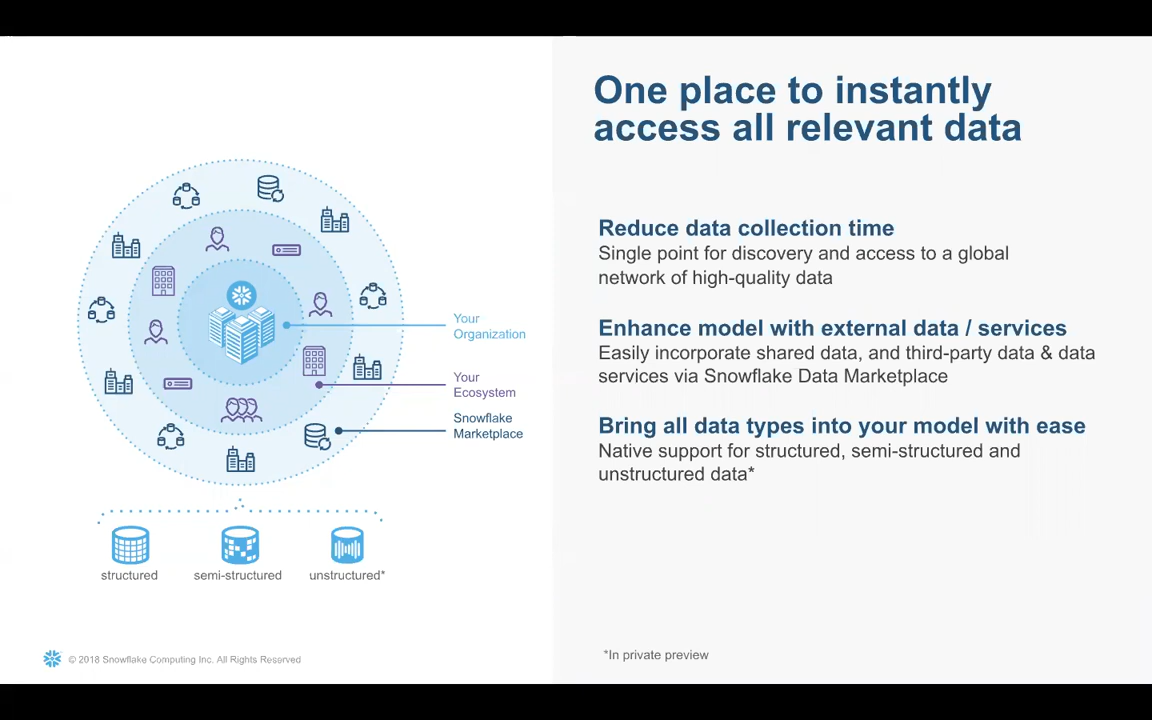 One place to instantly
access all relevant data
Reduce data collection time
Single point for discovery and access to a global
network of high-quality data
Enhance model with external data / services
Easily incorporate shared data, and third-party data & data
services via Snowflake Data Marketplace
Bring all data types into your model with ease
Native support for structured, semi-structured and
unstructured data*
Your
Organization
Your
Ecosystem
Snowflake
Marketplace
structured
semi-structured
unstructured*
© 2018 Snowflake Computing Inc. All Rights Reserved
*In private preview